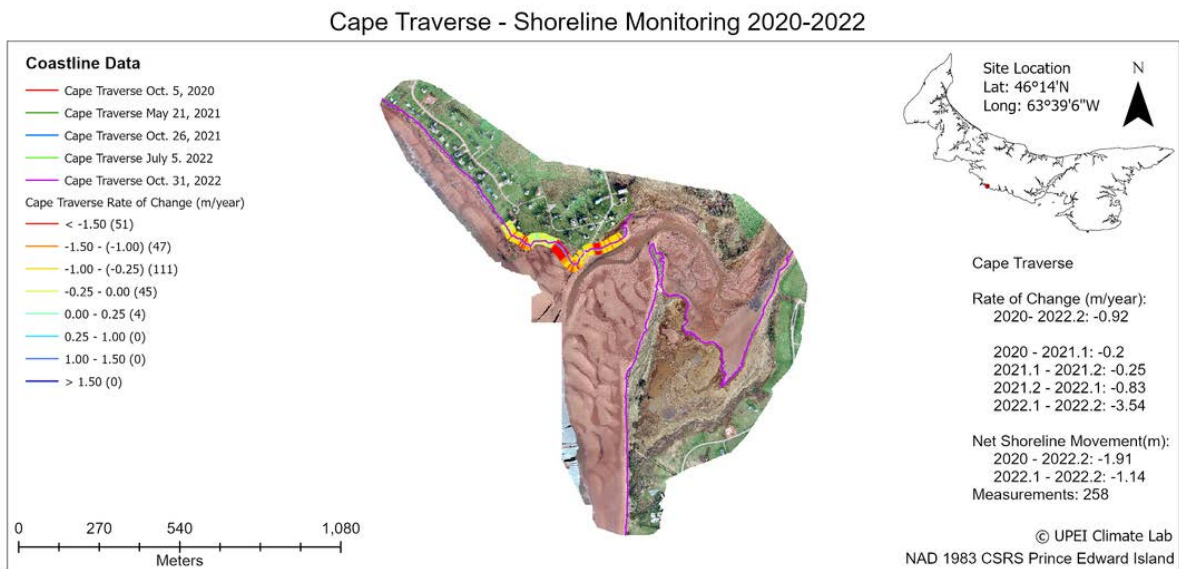 Cape Traverse - Shoreline Monitoring 2020-2022
Coastline Data
Cape Traverse Oct. 5, 2020
Cape Traverse May 21, 2021
Cape Traverse Oct. 26, 2021
Cape Traverse July 5. 2022
Cape Traverse Oct. 31, 2022
Cape Traverse Rate of Change (m/year)
< -1.50 (51)
-1.50 - (-1.00) (47)
-1.00 - (-0.25) (111)
-0.25 - 0.00 (45)
0.00 - 0.25 (4)
0.25 - 1.00 (0)
1.00 - 1.50 (0)
> 1.50 (0)
0 270 540 1,080
Meters
Site Location
Lat: 46°14'N
Long: 63°39'6"W
N
Cape Traverse
Rate of Change (m/year):
2020- 2022.2: -0.92
2020 - 2021.1: -0.2
2021.1 - 2021.2: -0.25
2021.2 - 2022.1: -0.83
2022.1 - 2022.2: -3.54
Net Shoreline Movement(m):
2020 - 2022.2: -1.91
2022.1 - 2022.2: -1.14
Measurements: 258
© UPEI Climate Lab
NAD 1983 CSRS Prince Edward Island